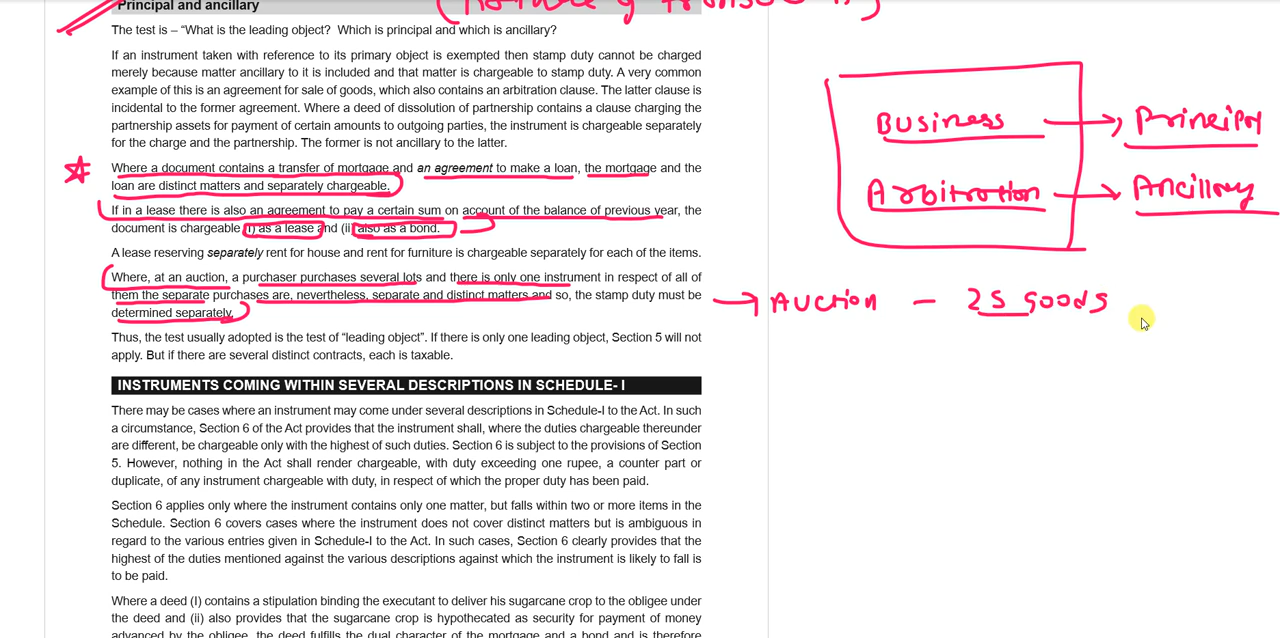 Principal and ancillary
The test is – "What is the leading object? Which is principal and which is ancillary?
If an instrument taken with reference to its primary object is exempted then stamp duty cannot be charged
merely because matter ancillary to it is included and that matter is chargeable to stamp duty. A very common
example of this is an agreement for sale of goods, which also contains an arbitration clause. The latter clause is
incidental to the former agreement. Where a deed of dissolution of partnership contains a clause charging the
partnership assets for payment of certain amounts to outgoing parties, the instrument is chargeable separately
for the charge and the partnership. The former is not ancillary to the latter.
Where a document contains a transfer of mortgage and an agreement to make a loan, the mortgage and the
loan are distinct matters and separately chargeable.
If in a lease there is also an agreement to pay a certain sum on account of the balance of previous year, the
document is chargeable (i) as a lease and (ii) also as a bond.
A lease reserving separately rent for house and rent for furniture is chargeable separately for each of the items.
Where, at an auction, a purchaser purchases several lots and there is only one instrument in respect of all of
them the separate purchases are, nevertheless, separate and distinct matters and so, the stamp duty must be
determined separately.
Thus, the test usually adopted is the test of "leading object". If there is only one leading object, Section 5 will not
apply. But if there are several distinct contracts, each is taxable.
INSTRUMENTS COMING WITHIN SEVERAL DESCRIPTIONS IN SCHEDULE- I
There may be cases where an instrument may come under several descriptions in Schedule-I to the Act. In such
a circumstance, Section 6 of the Act provides that the instrument shall, where the duties chargeable thereunder
are different, be chargeable only with the highest of such duties. Section 6 is subject to the provisions of Section
5. However, nothing in the Act shall render chargeable, with duty exceeding one rupee, a counter part or
duplicate, of any instrument chargeable with duty, in respect of which the proper duty has been paid.
Section 6 applies only where the instrument contains only one matter, but falls within two or more items in the
Schedule. Section 6 covers cases where the instrument does not cover distinct matters but is ambiguous in
regard to the various entries given in Schedule-I to the Act. In such cases, Section 6 clearly provides that the
highest of the duties mentioned against the various descriptions against which the instrument is likely to fall is
to be paid.
Where a deed (I) contains a stipulation binding the executant to deliver his sugarcane crop to the obligee under
the deed and (ii) also provides that the sugarcane crop is hypothecated as security for payment of money
advanced by the obligee, the deed fulfills the dual character of the mortgage and a bond and is therefore
Business → Principal
Arbitration → Ancillary
→ Auction – 25 Goods